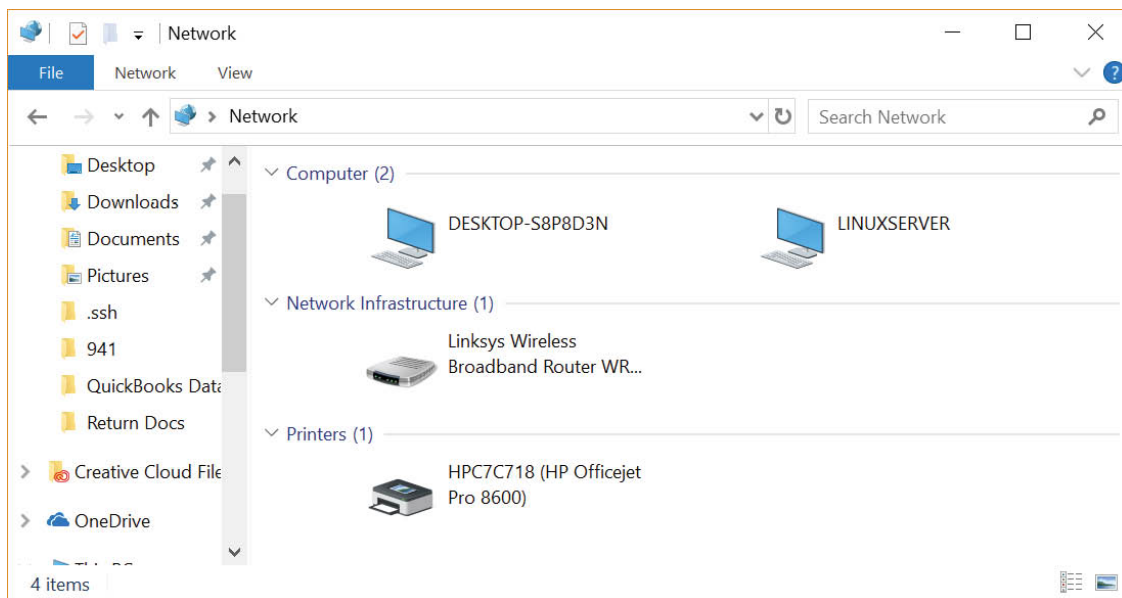 Network
File Network View
Network Search Network
Desktop
Downloads
Documents
Pictures
.ssh
941
QuickBooks Data
Return Docs
Creative Cloud File
OneDrive
Computer (2)
DESKTOP-S8P8D3N LINUXSERVER
Network Infrastructure (1)
Linksys Wireless
Broadband Router WR...
Printers (1)
HPC7C718 (HP Officejet
Pro 8600)
4 items